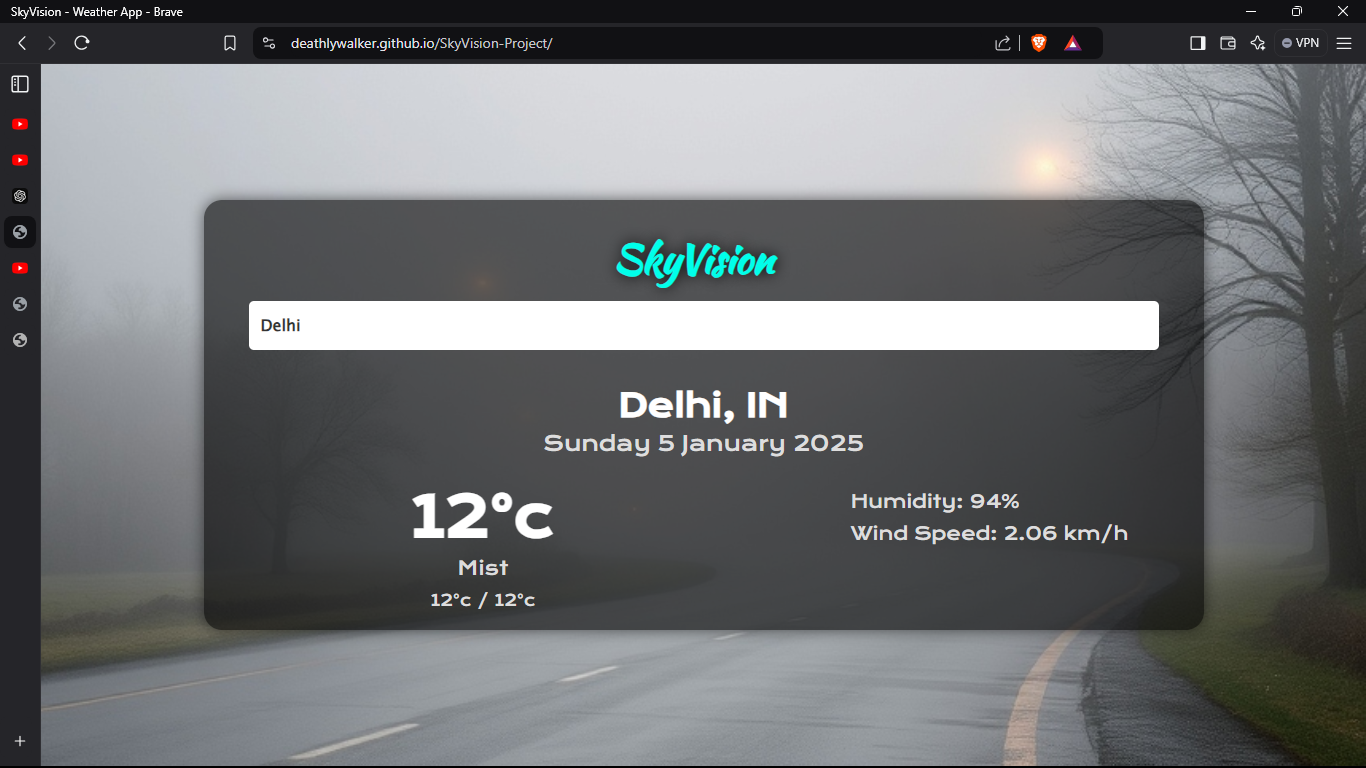 SkyVision - Weather App - Brave
deathlywalker.github.io/SkyVision-Project/
VPN
SkyVision
Delhi
Delhi, IN
Sunday 5 January 2025
12°c
Mist
12°c / 12°c
Humidity: 94%
Wind Speed: 2.06 km/h